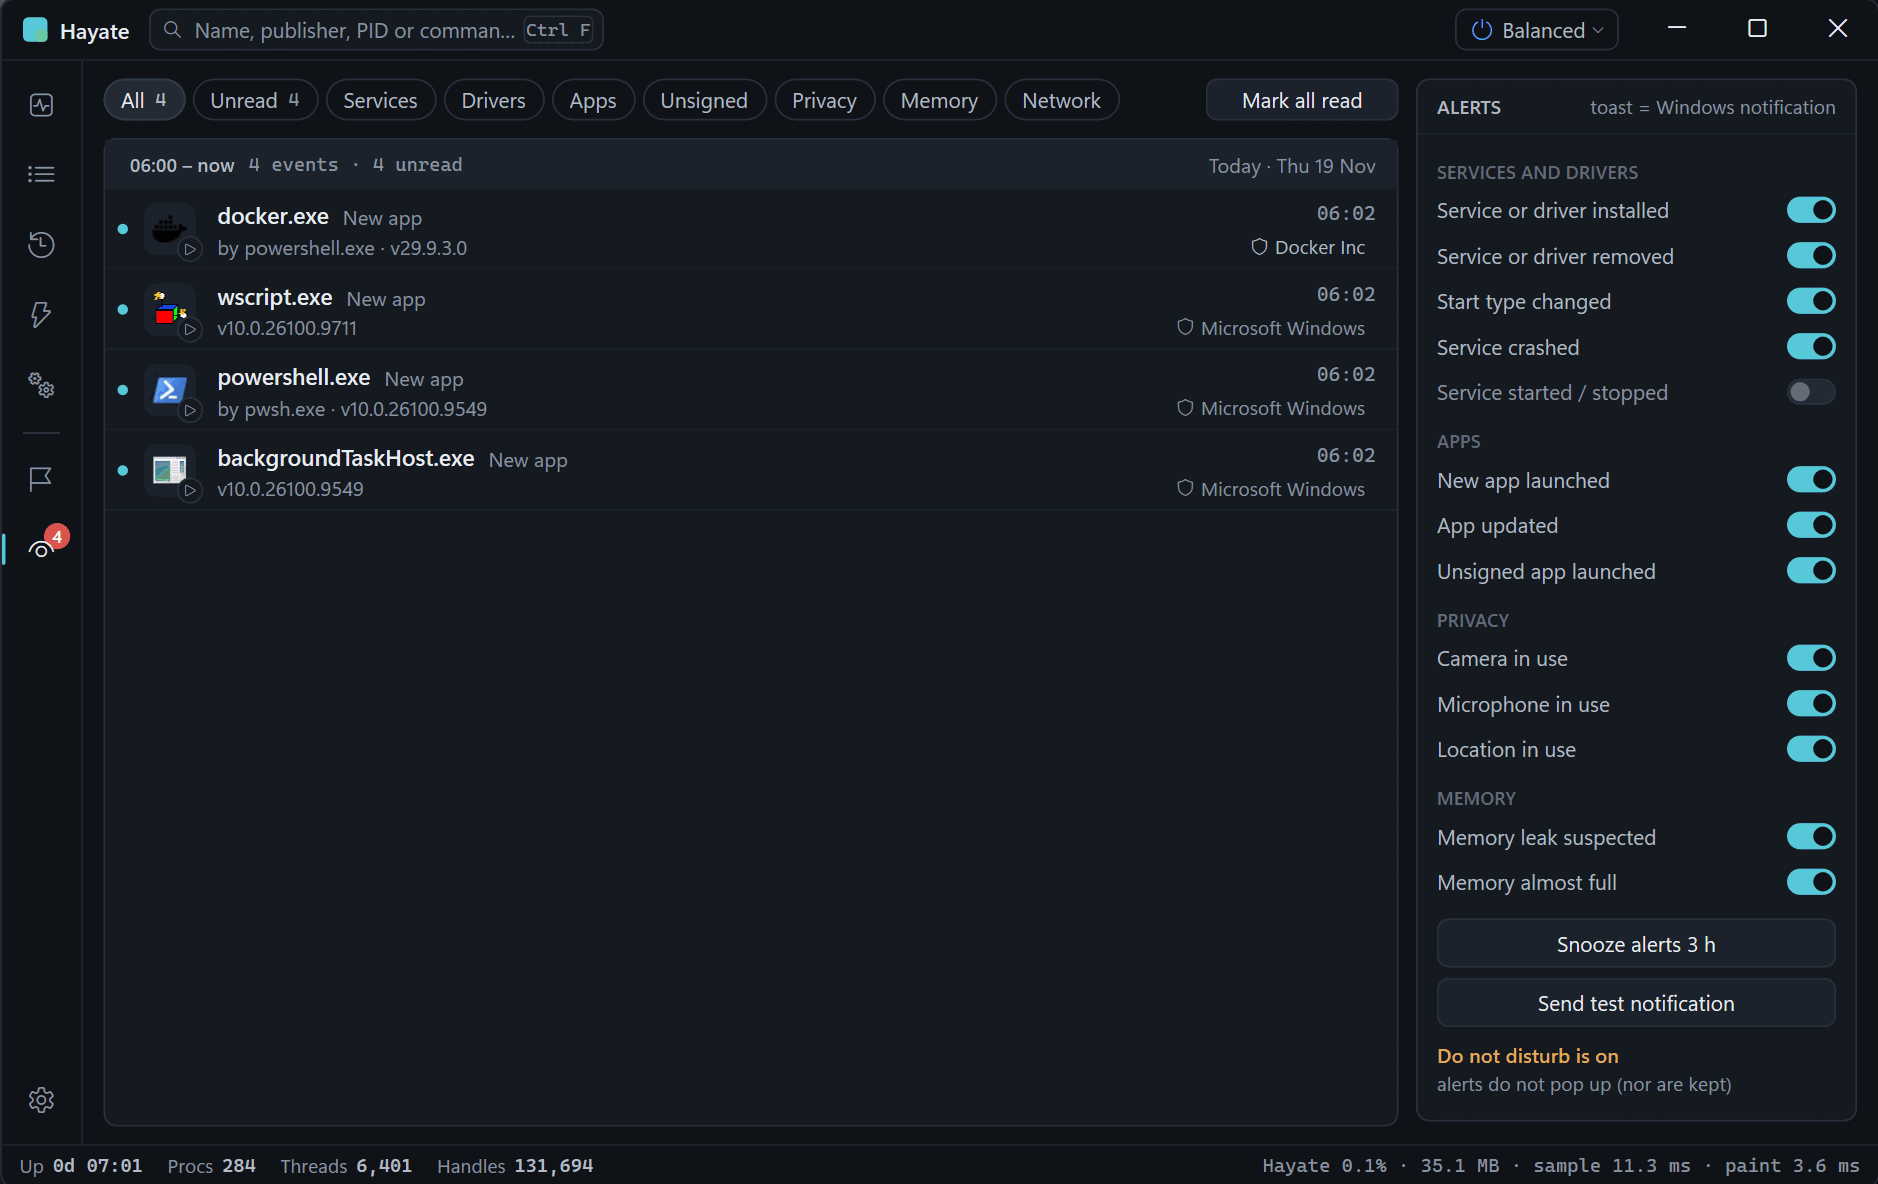 Hayate
Name, publisher, PID or comman... Ctrl F
Balanced
All 4
Unread 4
Services
Drivers
Apps
Unsigned
Privacy
Memory
Network
Mark all read
06:00 – now 4 events · 4 unread
Today · Thu 19 Nov
docker.exe New app
06:02
by powershell.exe · v29.9.3.0
Docker Inc
wscript.exe New app
06:02
v10.0.26100.9711
Microsoft Windows
powershell.exe New app
06:02
by pwsh.exe · v10.0.26100.9549
Microsoft Windows
backgroundTaskHost.exe New app
06:02
v10.0.26100.9549
Microsoft Windows
4
ALERTS
toast = Windows notification
SERVICES AND DRIVERS
Service or driver installed
Service or driver removed
Start type changed
Service crashed
Service started / stopped
APPS
New app launched
App updated
Unsigned app launched
PRIVACY
Camera in use
Microphone in use
Location in use
MEMORY
Memory leak suspected
Memory almost full
Snooze alerts 3 h
Send test notification
Do not disturb is on
alerts do not pop up (nor are kept)
Up 0d 07:01 Procs 284 Threads 6,401 Handles 131,694
Hayate 0.1% · 35.1 MB · sample 11.3 ms · paint 3.6 ms